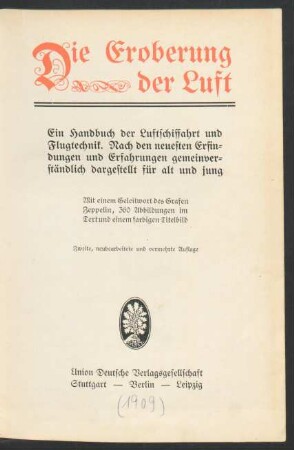 Die Eroberung
der Luft
Ein Handbuch der Luftschiffahrt und
Flugtechnik. Nach den neuesten Erfin-
dungen und Erfahrungen gemeinver-
ständlich dargestellt für alt und jung
Mit einem Geleitwort des Grafen
Zeppelin, 360 Abbildungen im
Text und einem farbigen Titelbild
Zweite, neubearbeitete und vermehrte Auflage
Union Deutsche Verlagsgesellschaft
Stuttgart — Berlin — Leipzig
(1909)